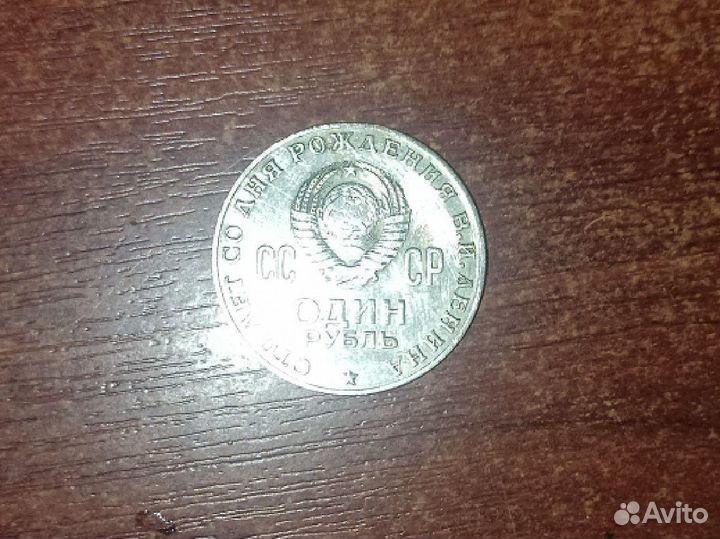 СТО ЛЕТ СО ДНЯ РОЖДЕНИЯ В.И.ЛЕНИНА
СС СР
ОДИН
РУБЛЬ
Avito